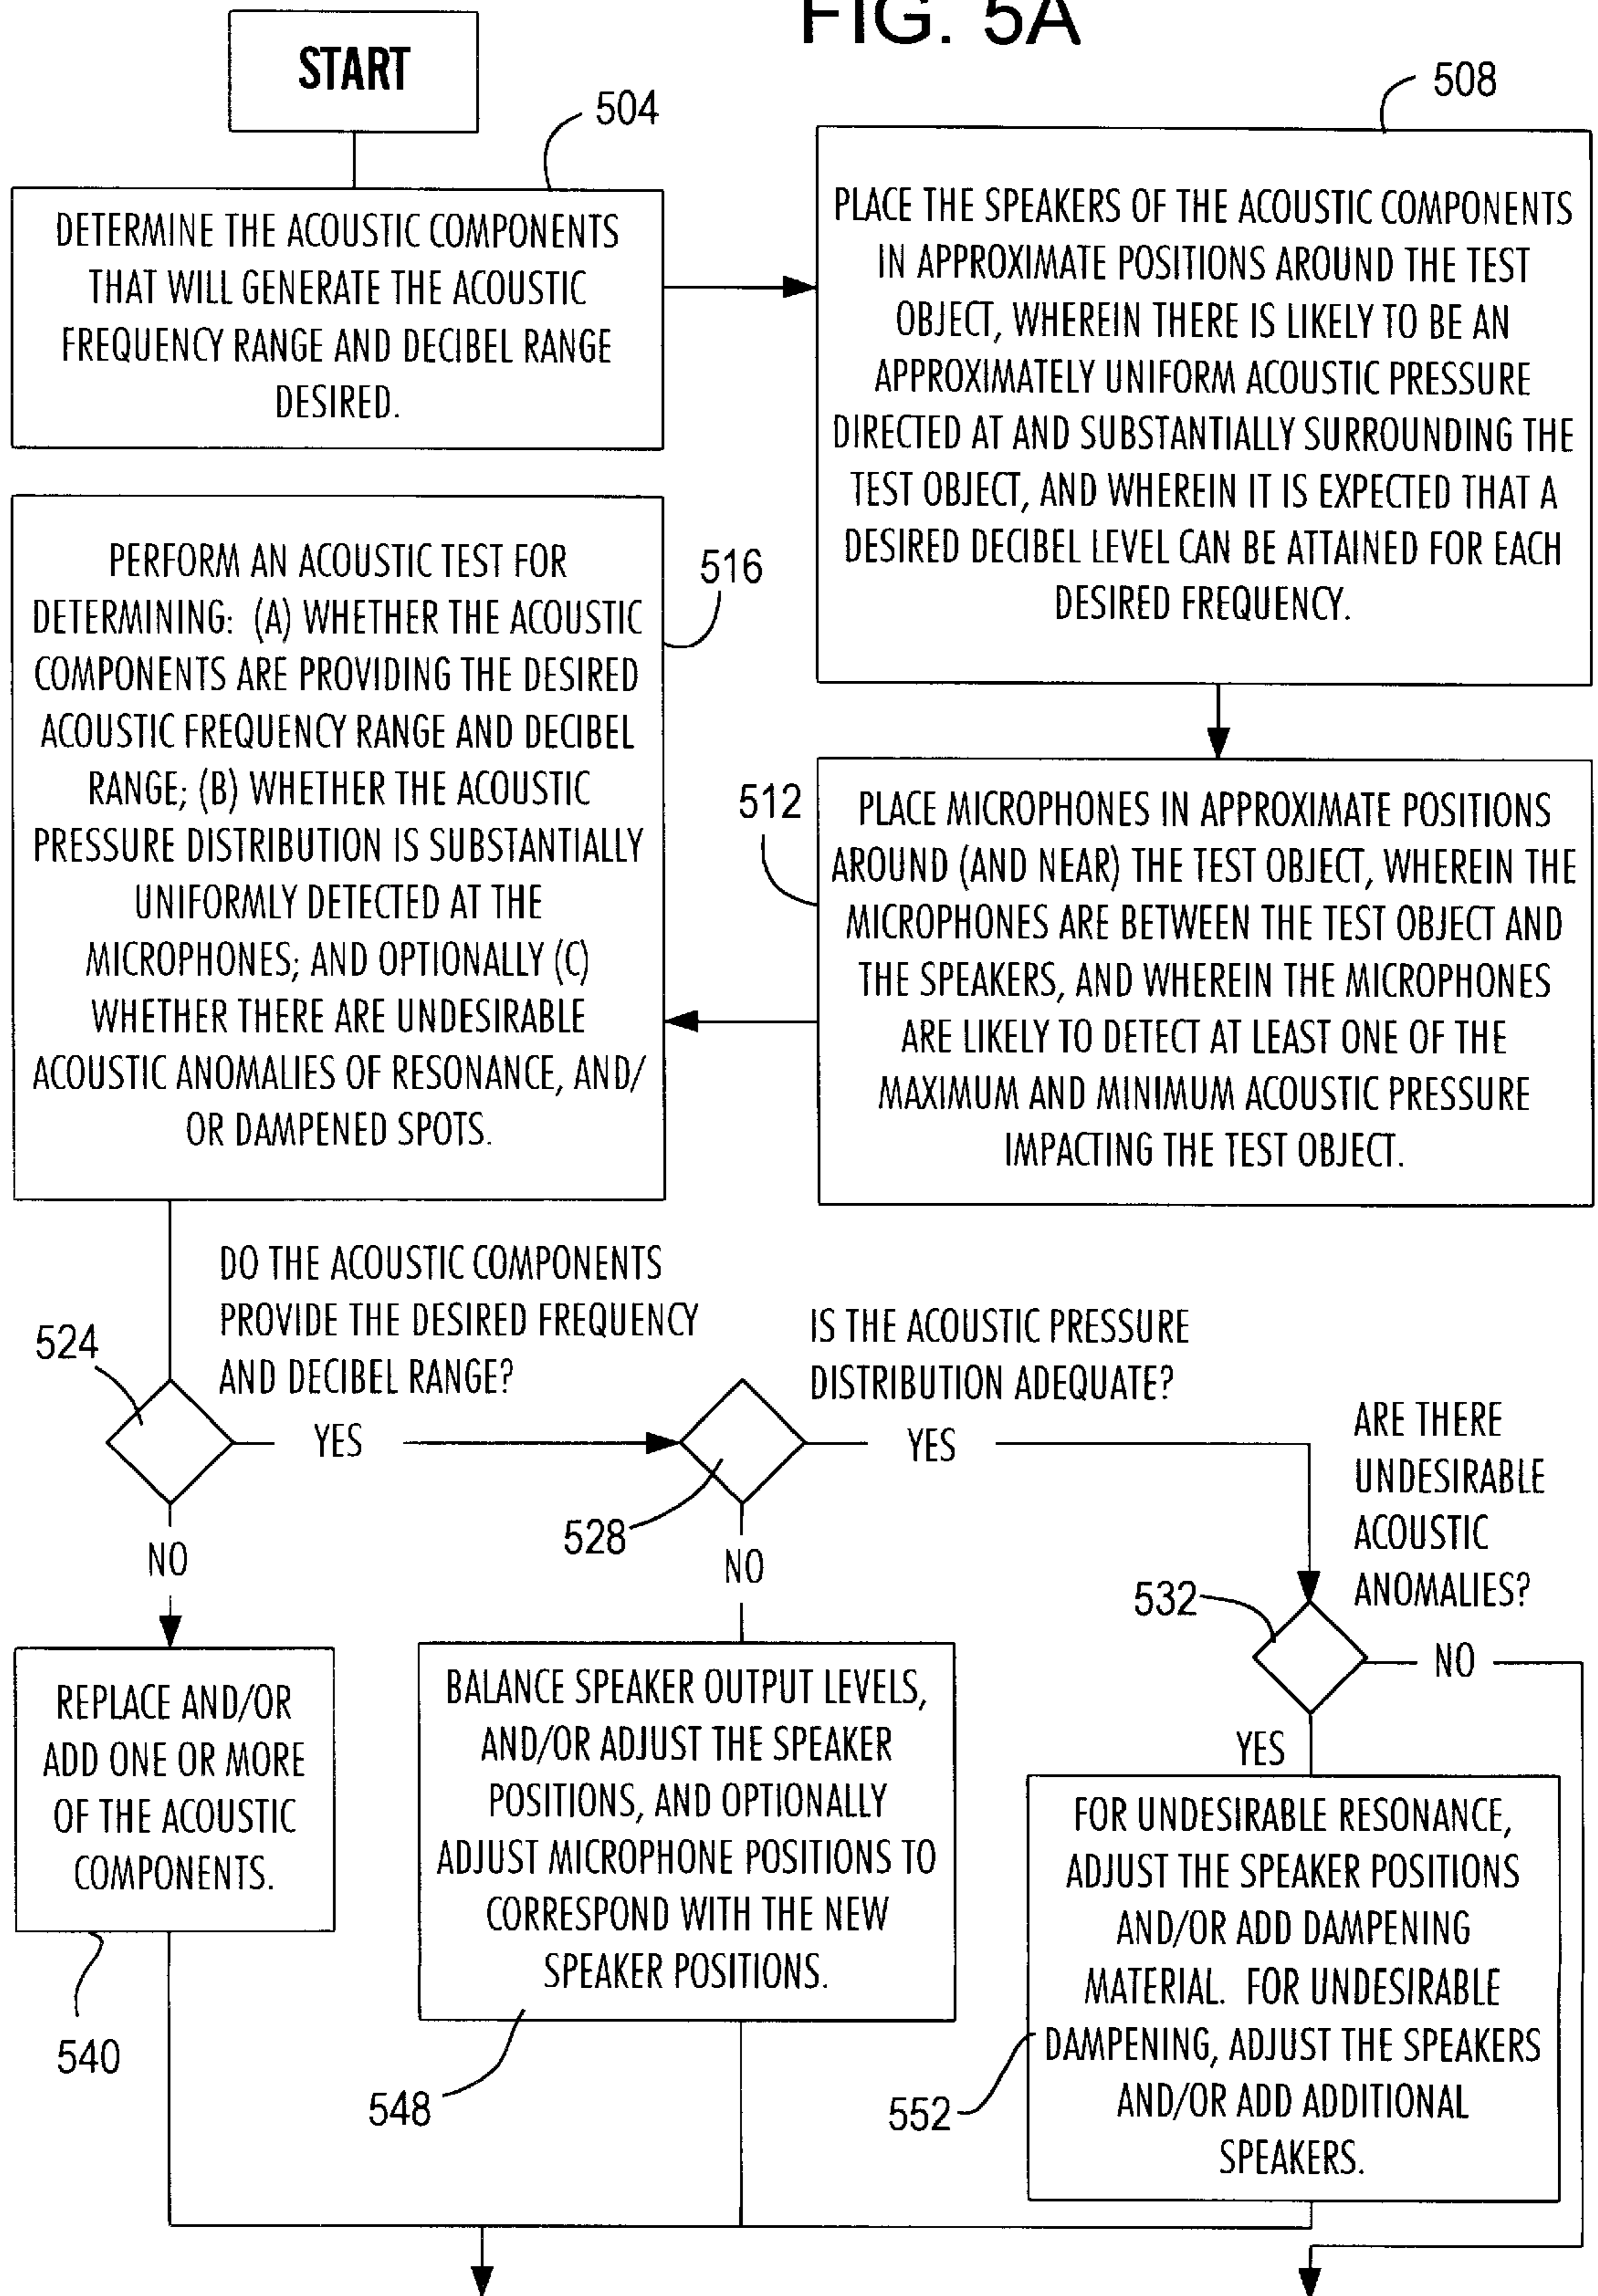 FIG. 5A
START
504
DETERMINE THE ACOUSTIC COMPONENTS
THAT WILL GENERATE THE ACOUSTIC
FREQUENCY RANGE AND DECIBEL RANGE
DESIRED.
508
PLACE THE SPEAKERS OF THE ACOUSTIC COMPONENTS
IN APPROXIMATE POSITIONS AROUND THE TEST
OBJECT, WHEREIN THERE IS LIKELY TO BE AN
APPROXIMATELY UNIFORM ACOUSTIC PRESSURE
DIRECTED AT AND SUBSTANTIALLY SURROUNDING THE
TEST OBJECT, AND WHEREIN IT IS EXPECTED THAT A
DESIRED DECIBEL LEVEL CAN BE ATTAINED FOR EACH
DESIRED FREQUENCY.
512
PLACE MICROPHONES IN APPROXIMATE POSITIONS
AROUND (AND NEAR) THE TEST OBJECT, WHEREIN THE
MICROPHONES ARE BETWEEN THE TEST OBJECT AND
THE SPEAKERS, AND WHEREIN THE MICROPHONES
ARE LIKELY TO DETECT AT LEAST ONE OF THE
MAXIMUM AND MINIMUM ACOUSTIC PRESSURE
IMPACTING THE TEST OBJECT.
516
PERFORM AN ACOUSTIC TEST FOR
DETERMINING: (A) WHETHER THE ACOUSTIC
COMPONENTS ARE PROVIDING THE DESIRED
ACOUSTIC FREQUENCY RANGE AND DECIBEL
RANGE; (B) WHETHER THE ACOUSTIC
PRESSURE DISTRIBUTION IS SUBSTANTIALLY
UNIFORMLY DETECTED AT THE
MICROPHONES; AND OPTIONALLY (C)
WHETHER THERE ARE UNDESIRABLE
ACOUSTIC ANOMALIES OF RESONANCE, AND/
OR DAMPENED SPOTS.
DO THE ACOUSTIC COMPONENTS
PROVIDE THE DESIRED FREQUENCY
AND DECIBEL RANGE?
524
YES
NO
IS THE ACOUSTIC PRESSURE
DISTRIBUTION ADEQUATE?
528
YES
NO
ARE THERE
UNDESIRABLE
ACOUSTIC
ANOMALIES?
532
NO
YES
REPLACE AND/OR
ADD ONE OR MORE
OF THE ACOUSTIC
COMPONENTS.
540
BALANCE SPEAKER OUTPUT LEVELS,
AND/OR ADJUST THE SPEAKER
POSITIONS, AND OPTIONALLY
ADJUST MICROPHONE POSITIONS TO
CORRESPOND WITH THE NEW
SPEAKER POSITIONS.
548
FOR UNDESIRABLE RESONANCE,
ADJUST THE SPEAKER POSITIONS
AND/OR ADD DAMPENING
MATERIAL. FOR UNDESIRABLE
DAMPENING, ADJUST THE SPEAKERS
AND/OR ADD ADDITIONAL
SPEAKERS.
552